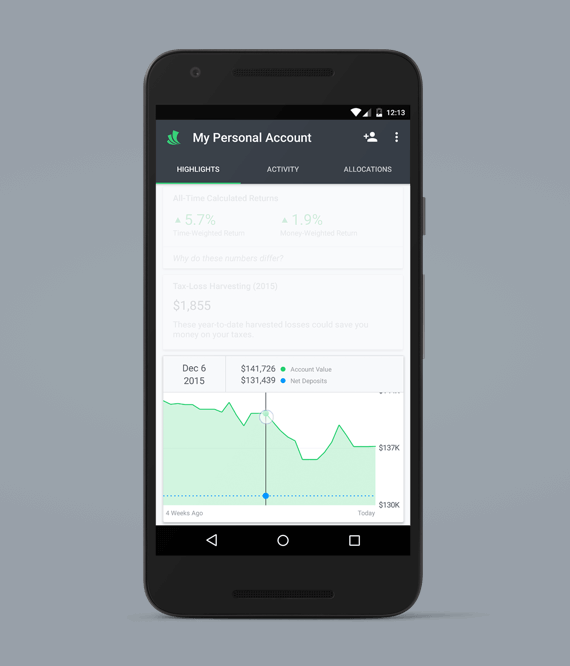 12:13
My Personal Account
HIGHLIGHTS ACTIVITY ALLOCATIONS
All-Time Calculated Returns
▲ 5.7% ▲ 1.9%
Time-Weighted Return Money-Weighted Return
Why do these numbers differ?
Tax-Loss Harvesting (2015)
$1,855
These year-to-date harvested losses could save you
money on your taxes.
Dec 6
2015
$141,726 Account Value
$131,439 Net Deposits
$137K
$130K
4 Weeks Ago Today